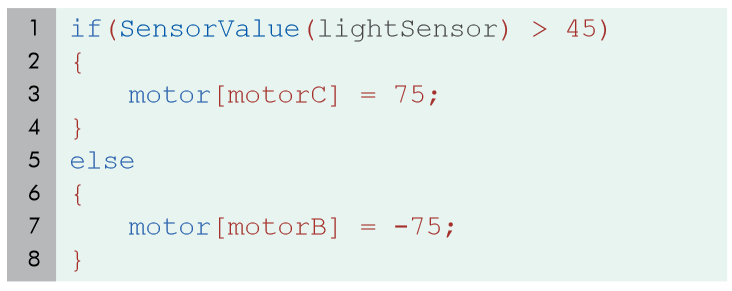 1 if(SensorValue(lightSensor) > 45)
2 {
3     motor[motorC] = 75;
4 }
5 else
6 {
7     motor[motorB] = -75;
8 }